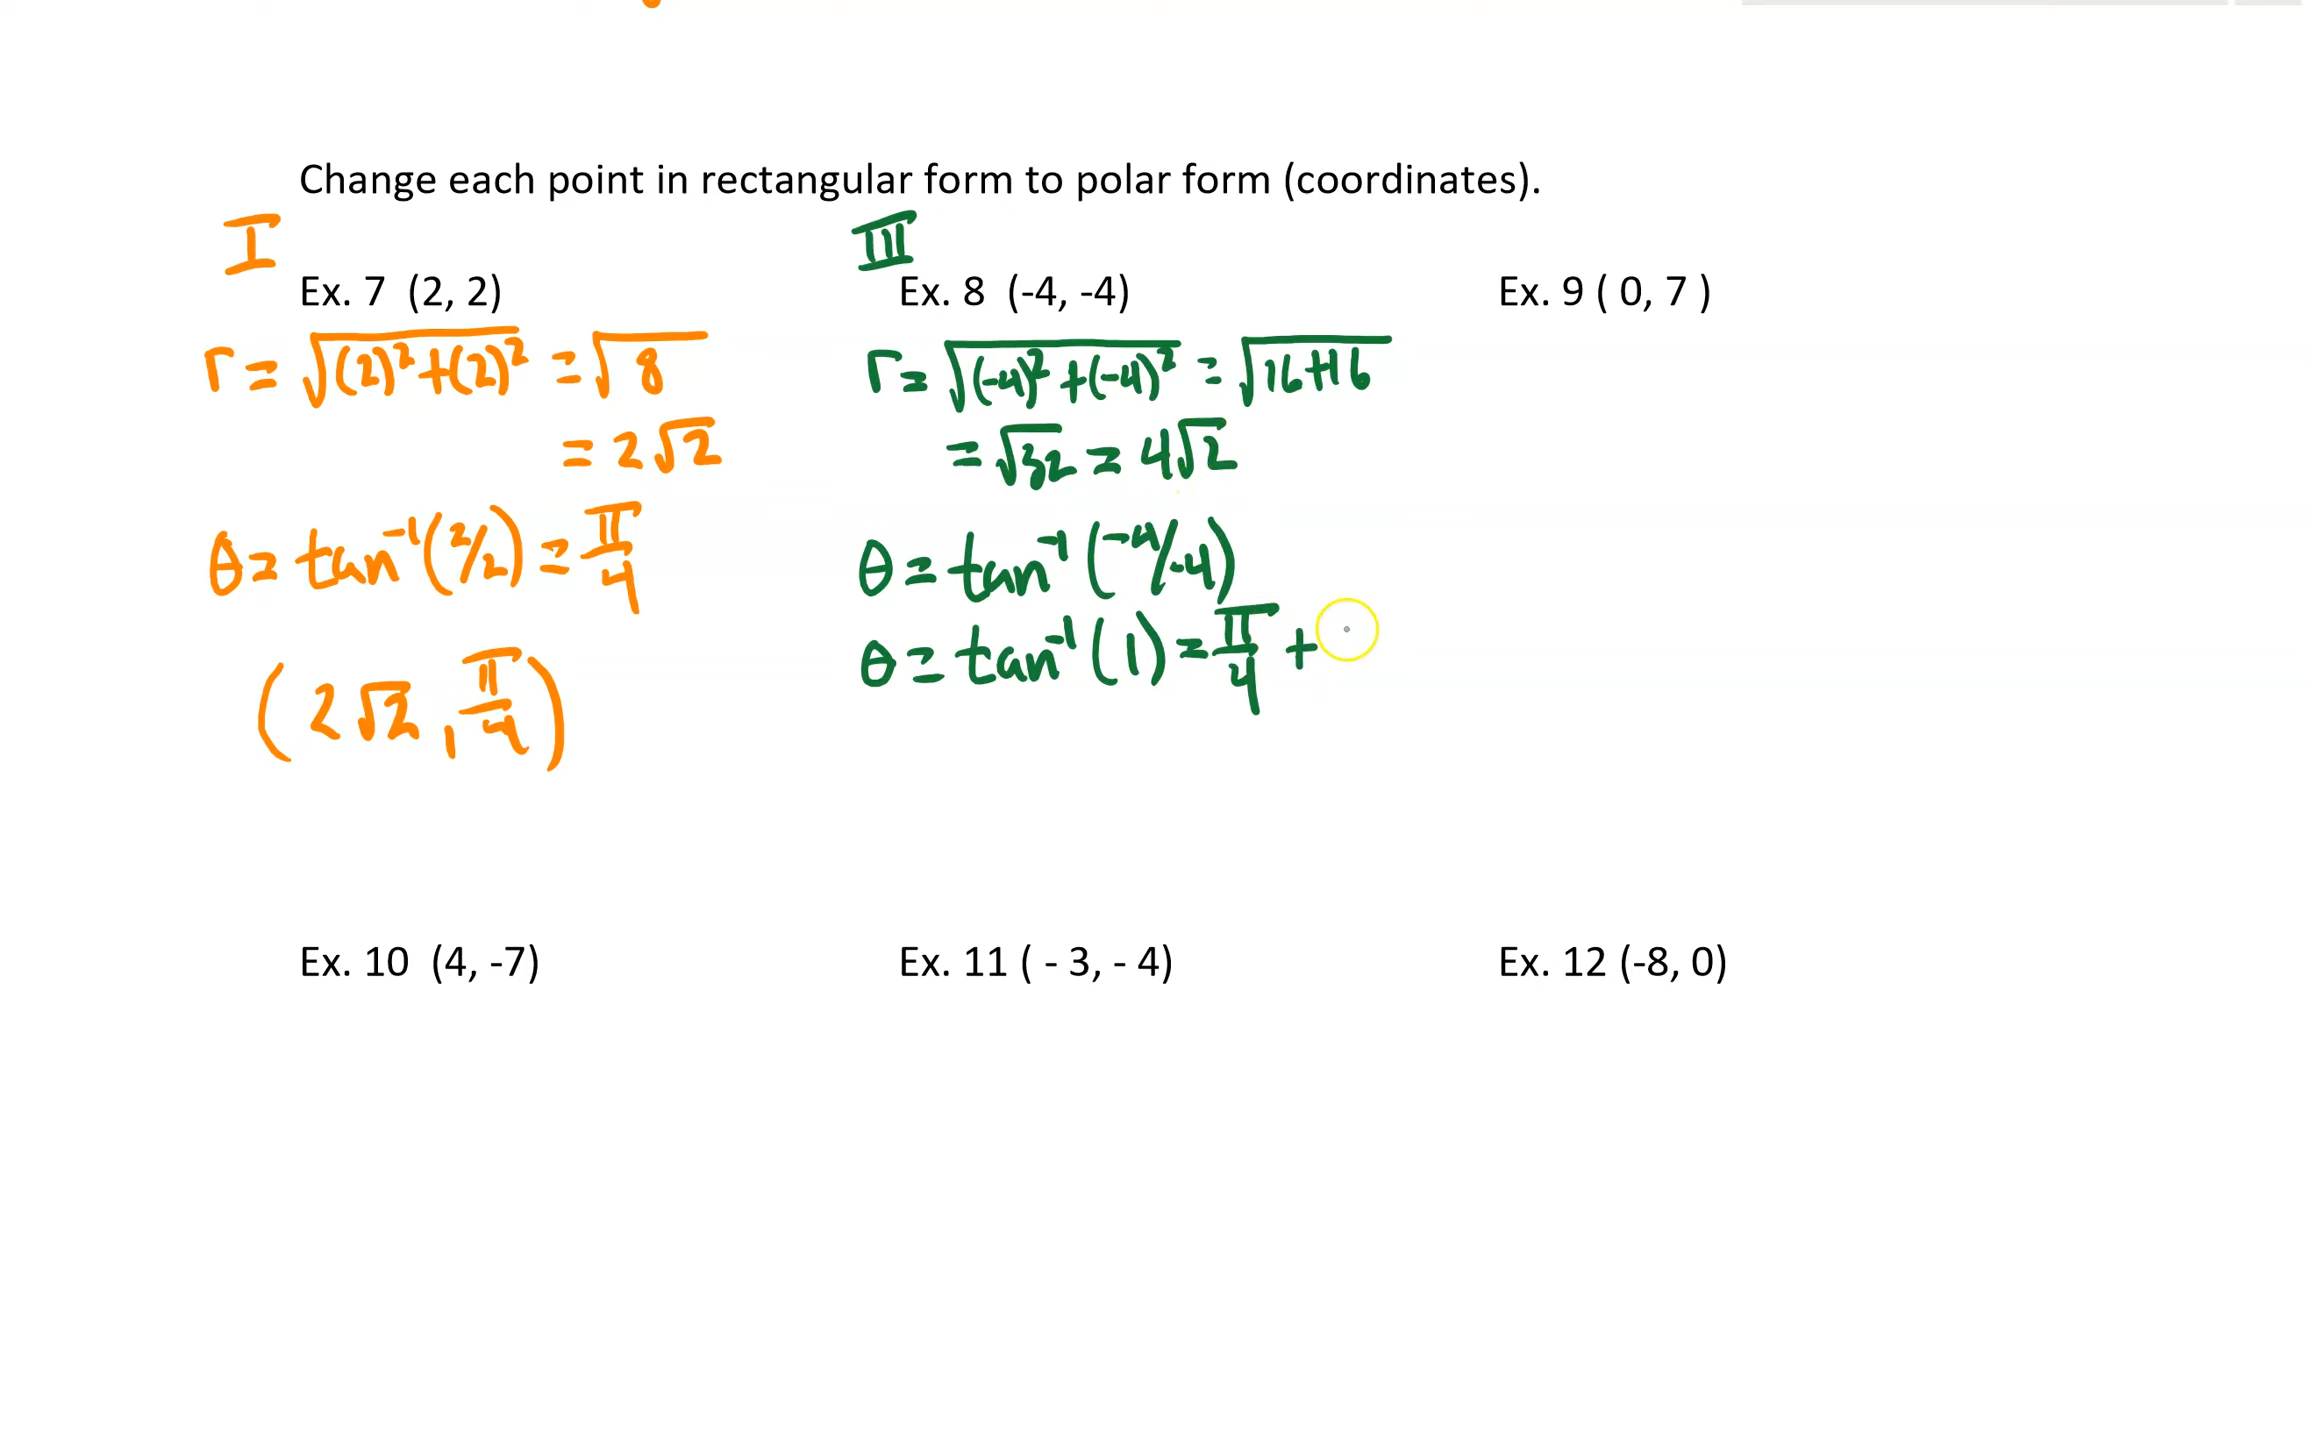 Change each point in rectangular form to polar form (coordinates).
I
Ex. 7 (2, 2)
r = √((2)² + (2)²) = √8
= 2√2
θ = tan⁻¹(2/2) = π/4
(2√2, π/4)
III
Ex. 8 (-4, -4)
r = √((-4)² + (-4)²) = √(16+16)
= √32 = 4√2
θ = tan⁻¹(-4/-4)
θ = tan⁻¹(1) = π/4 +
Ex. 9 ( 0, 7 )
Ex. 10 (4, -7)
Ex. 11 ( - 3, - 4)
Ex. 12 (-8, 0)